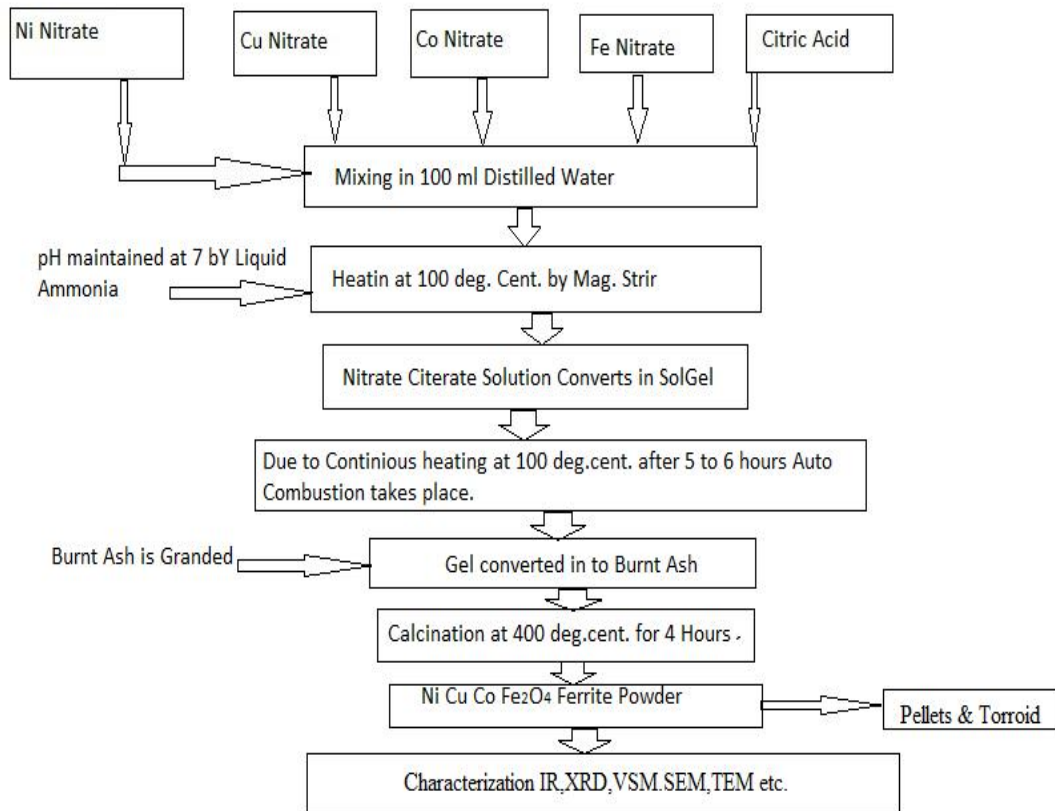 Ni Nitrate
Cu Nitrate
Co Nitrate
Fe Nitrate
Citric Acid
Mixing in 100 ml Distilled Water
pH maintained at 7 bY Liquid
Ammonia
Heatin at 100 deg. Cent. by Mag. Strir
Nitrate Citerate Solution Converts in SolGel
Due to Continious heating at 100 deg.cent. after 5 to 6 hours Auto
Combustion takes place.
Burnt Ash is Granded
Gel converted in to Burnt Ash
Calcination at 400 deg.cent. for 4 Hours .
Ni Cu Co Fe₂O₄ Ferrite Powder
Pellets & Torroid
Characterization IR,XRD,VSM.SEM,TEM etc.